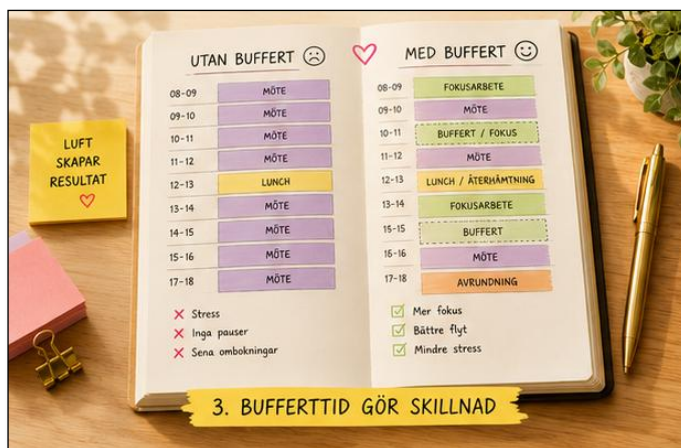 LUFT
SKAPAR
RESULTAT
UTAN BUFFERT
08-09 MÖTE
09-10 MÖTE
10-11 MÖTE
11-12 MÖTE
12-13 LUNCH
13-14 MÖTE
14-15 MÖTE
15-16 MÖTE
17-18 MÖTE
× Stress
× Inga pauser
× Sena ombokningar
MED BUFFERT
08-09 FOKUSARBETE
09-10 MÖTE
10-11 BUFFERT / FOKUS
11-12 MÖTE
12-13 LUNCH / ÅTERHÄMTNING
13-14 FOKUSARBETE
15-15 BUFFERT
16-16 MÖTE
17-18 AVRUNDNING
Mer fokus
Bättre flyt
Mindre stress
3. BUFFERTTID GÖR SKILLNAD